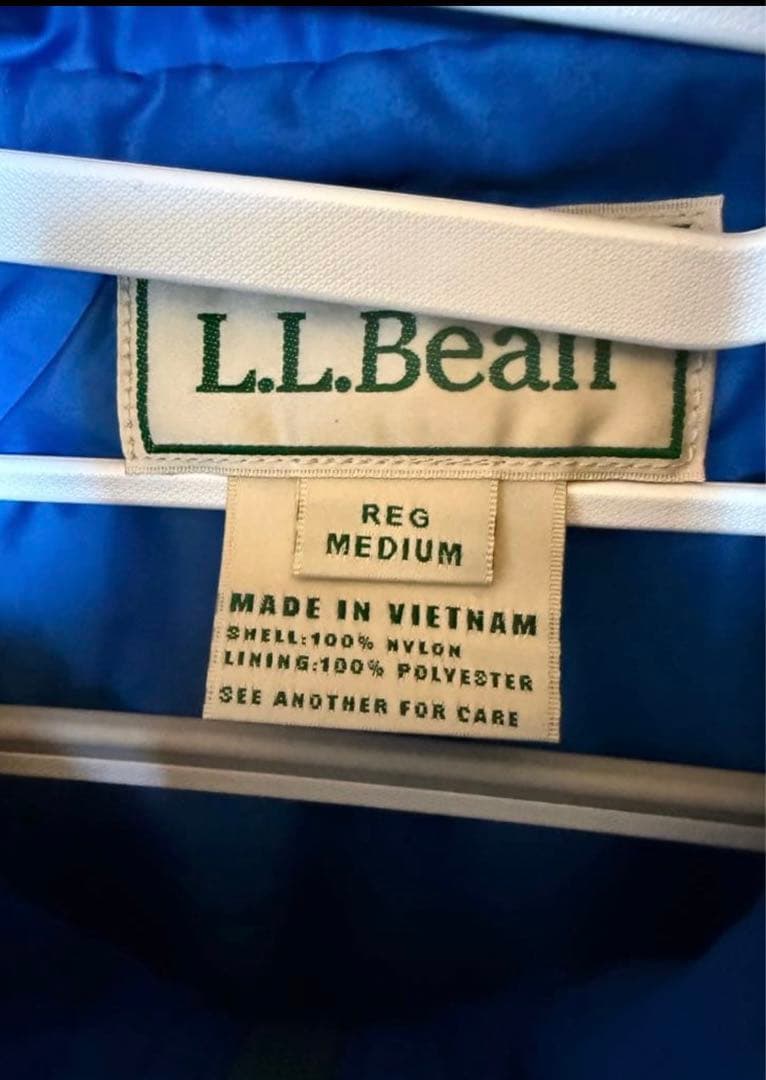 L.L.Bean
REG
MEDIUM
MADE IN VIETNAM
SHELL:100% NYLON
LINING:100% POLYESTER
SEE ANOTHER FOR CARE